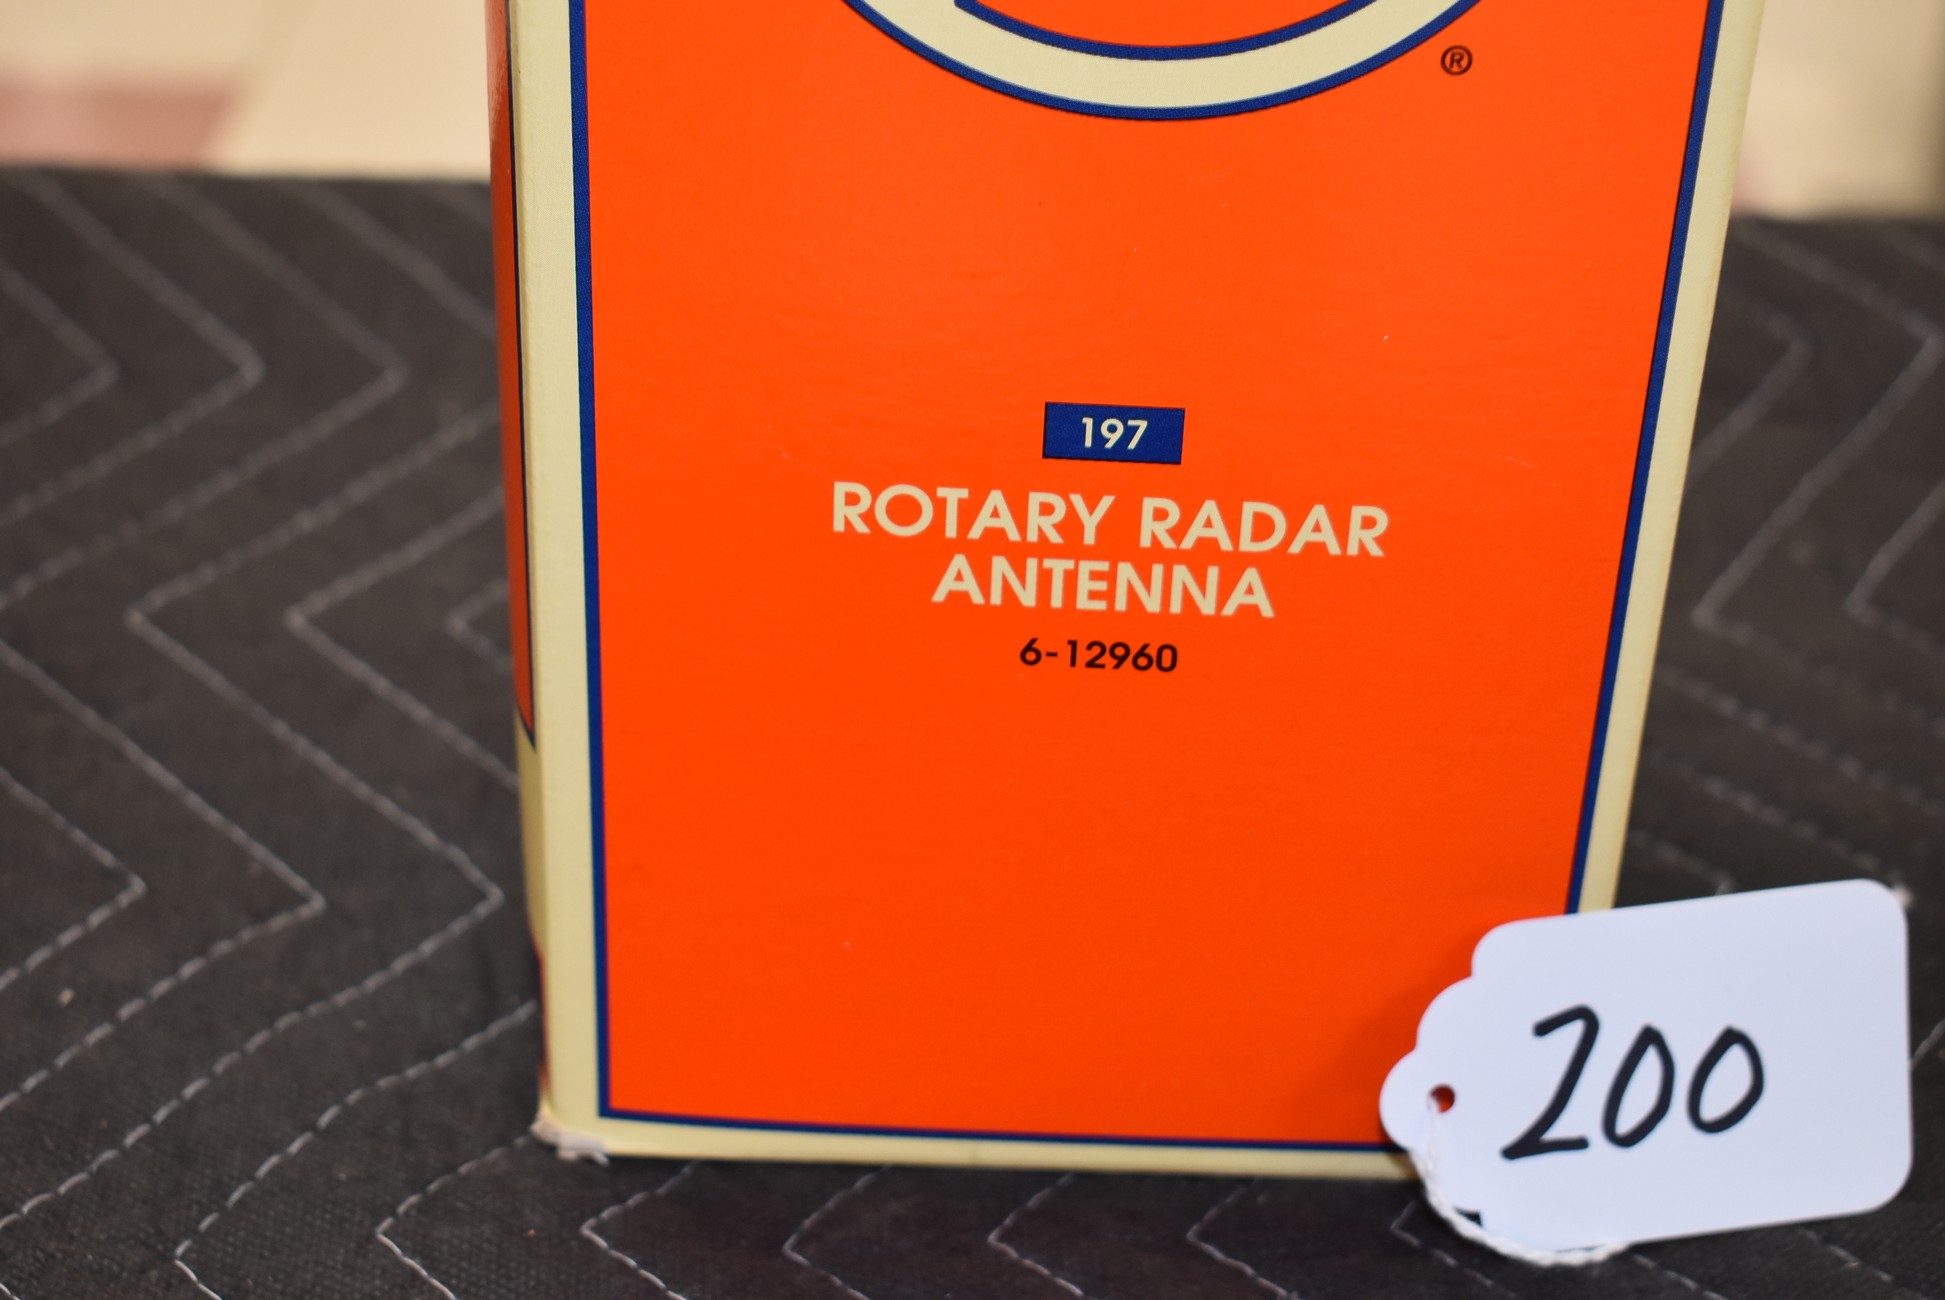 ®
197
ROTARY RADAR
ANTENNA
6-12960
200